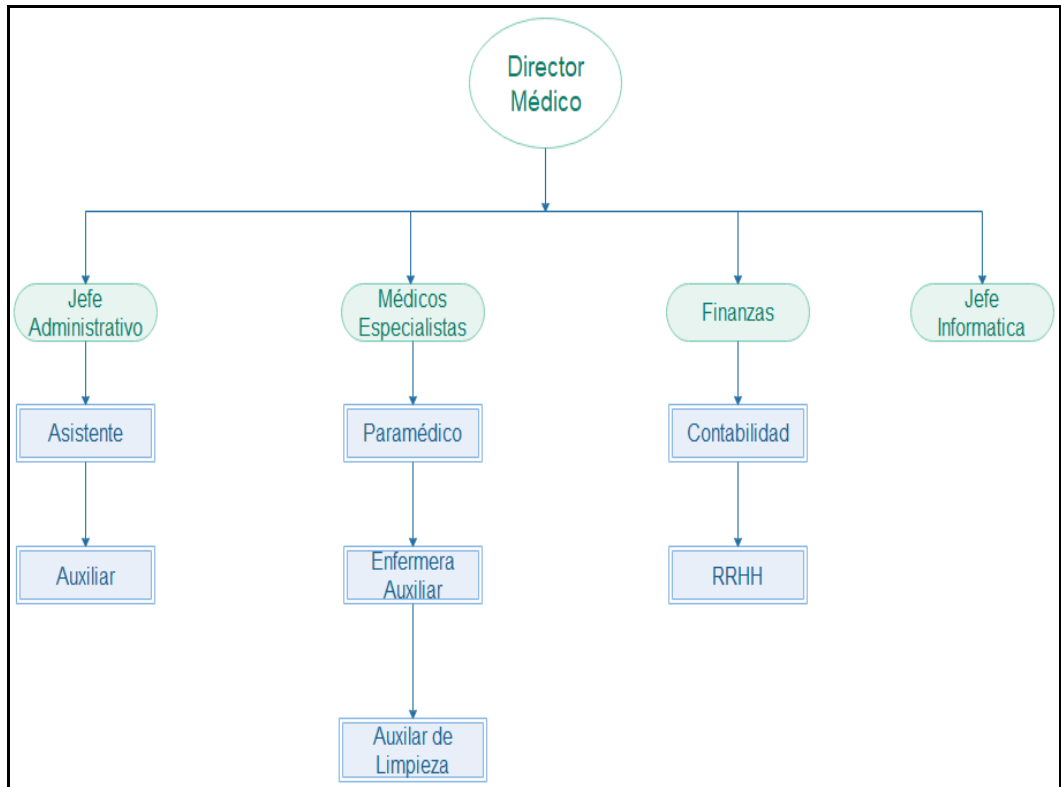 Director
Médico
Jefe
Administrativo
Médicos
Especialistas
Finanzas
Jefe
Informatica
Asistente
Paramédico
Contabilidad
Auxiliar
Enfermera
Auxiliar
RRHH
Auxilar de
Limpieza